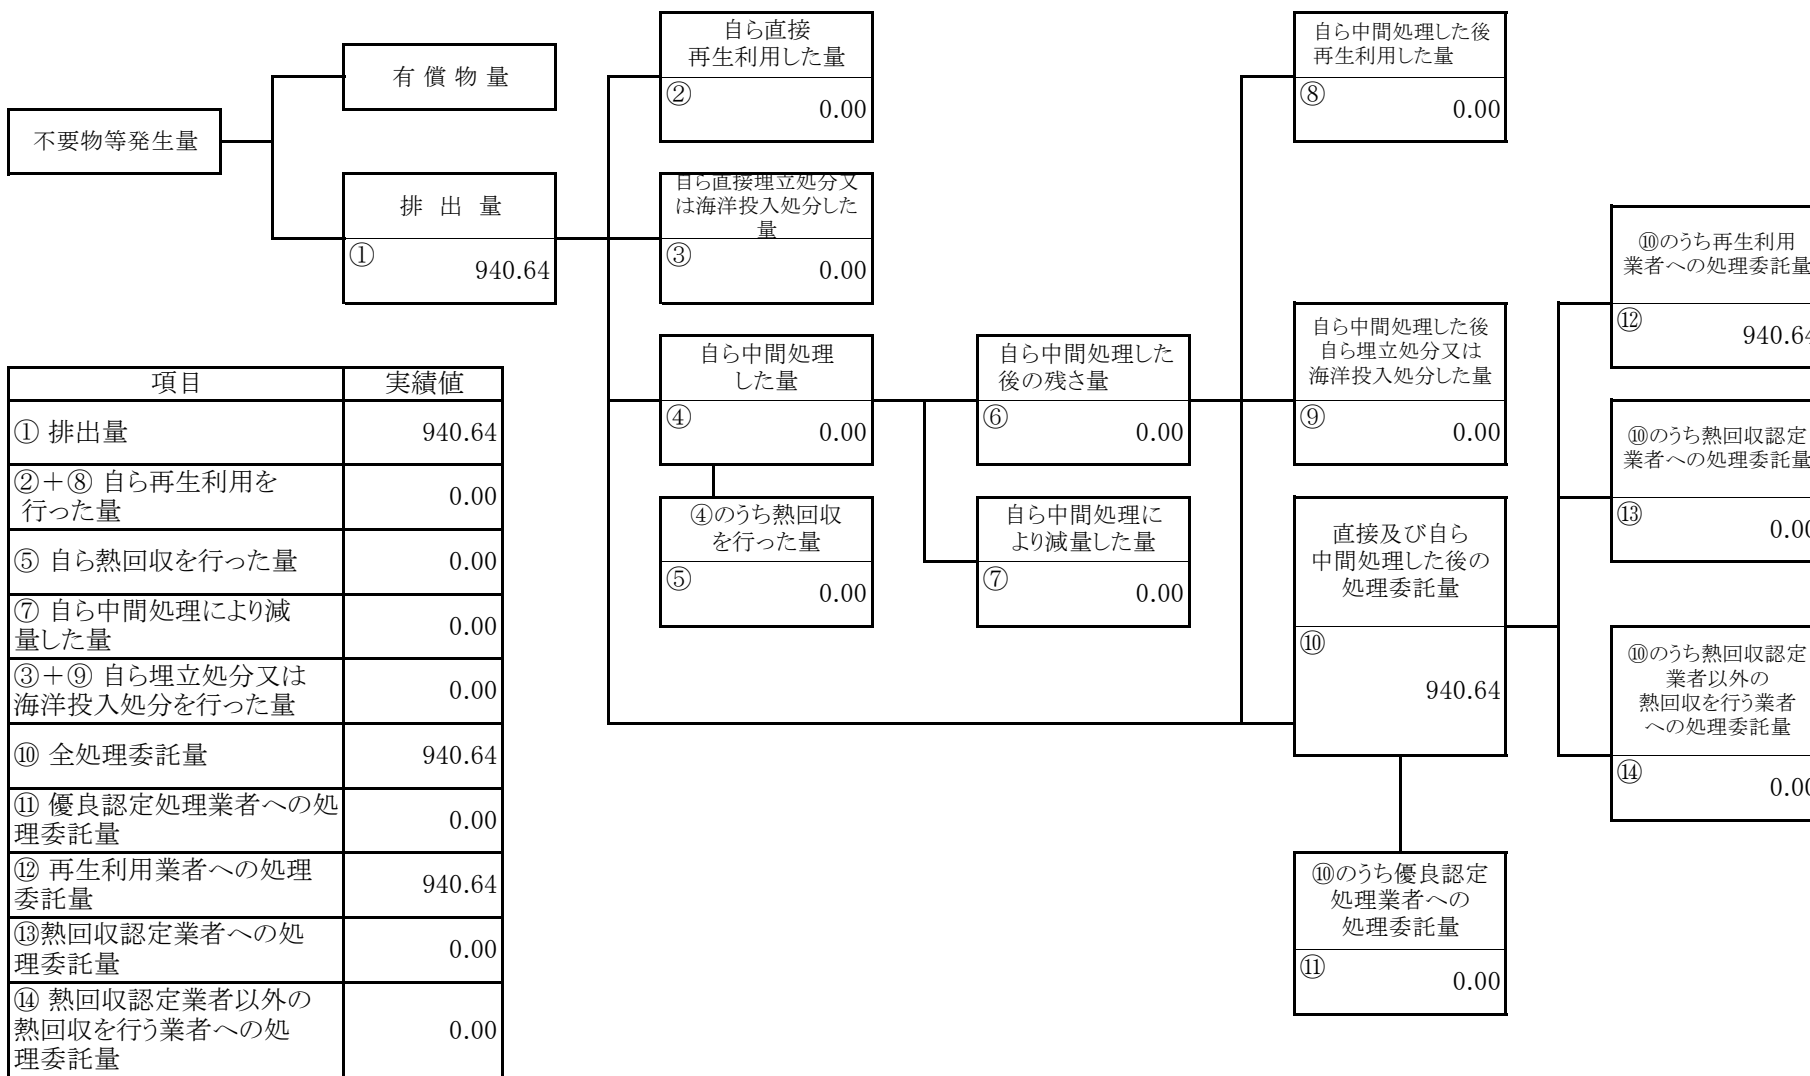 不要物等発生量
有 償 物 量
排 出 量
①
940.64
自ら直接
再生利用した量
②
0.00
自ら直接埋立処分又
は海洋投入処分した
量
③
0.00
自ら中間処理
した量
④
0.00
④のうち熱回収
を行った量
⑤
0.00
自ら中間処理した
後の残さ量
⑥
0.00
自ら中間処理に
より減量した量
⑦
0.00
自ら中間処理した後
再生利用した量
⑧
0.00
自ら中間処理した後
自ら埋立処分又は
海洋投入処分した量
⑨
0.00
直接及び自ら
中間処理した後の
処理委託量
⑩
940.64
⑩のうち優良認定
処理業者への
処理委託量
⑪
0.00
⑩のうち再生利用
業者への処理委託量
⑫
940.64
⑩のうち熱回収認定
業者への処理委託量
⑬
0.00
⑩のうち熱回収認定
業者以外の
熱回収を行う業者
への処理委託量
⑭
0.00
項目 実績値
① 排出量 940.64
②+⑧ 自ら再生利用を
行った量 0.00
⑤ 自ら熱回収を行った量 0.00
⑦ 自ら中間処理により減
量した量 0.00
③+⑨ 自ら埋立処分又は
海洋投入処分を行った量 0.00
⑩ 全処理委託量 940.64
⑪ 優良認定処理業者への処
理委託量 0.00
⑫ 再生利用業者への処理
委託量 940.64
⑬熱回収認定業者への処
理委託量 0.00
⑭ 熱回収認定業者以外の
熱回収を行う業者への処
理委託量 0.00